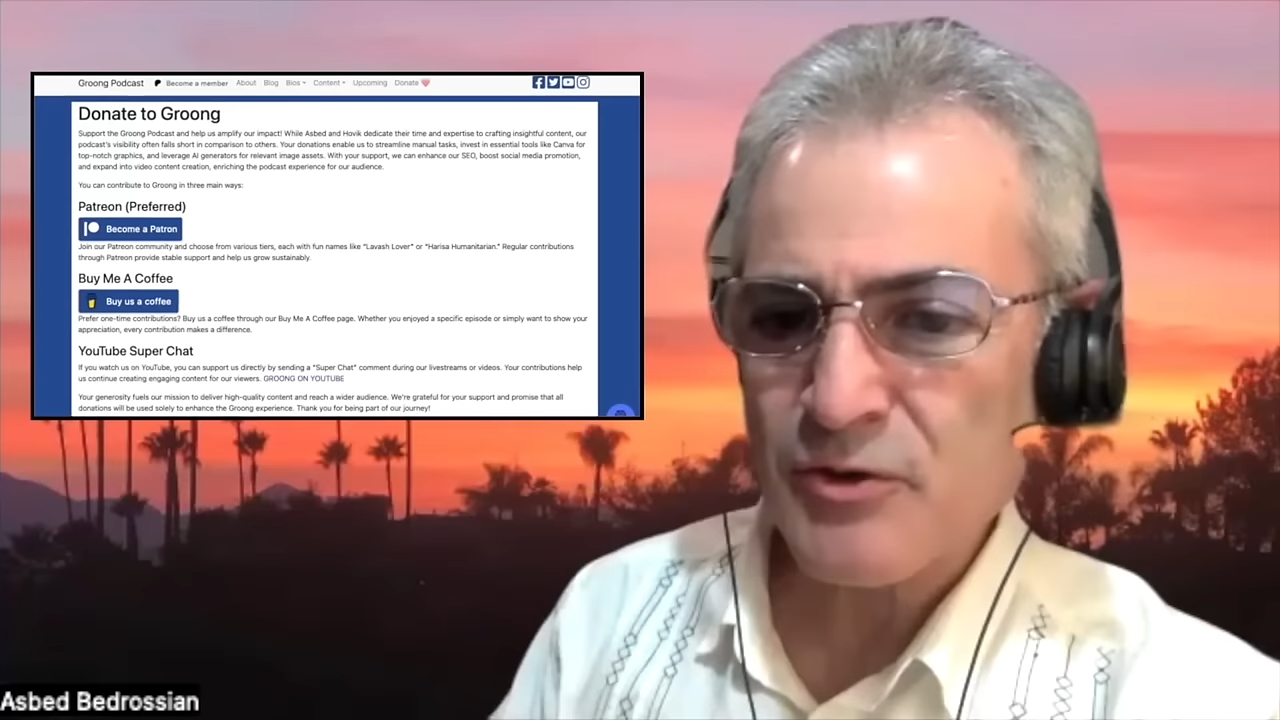 Groong Podcast Become a member About Blog Bios Content Upcoming Donate
Donate to Groong
Support the Groong Podcast and help us amplify our impact! While Asbed and Hovik dedicate their time and expertise to crafting insightful content, our
podcast's visibility often falls short in comparison to others. Your donations enable us to streamline manual tasks, invest in essential tools like Canva for
top-notch graphics, and leverage AI generators for relevant image assets. With your support, we can enhance our SEO, boost social media promotion,
and expand into video content creation, enriching the podcast experience for our audience.
You can contribute to Groong in three main ways:
Patreon (Preferred)
Become a Patron
Join our Patreon community and choose from various tiers, each with fun names like "Lavash Lover" or "Harisa Humanitarian." Regular contributions
through Patreon provide stable support and help us grow sustainably.
Buy Me A Coffee
Buy us a coffee
Prefer one-time contributions? Buy us a coffee through our Buy Me A Coffee page. Whether you enjoyed a specific episode or simply want to show your
appreciation, every contribution makes a difference.
YouTube Super Chat
If you watch us on YouTube, you can support us directly by sending a "Super Chat" comment during our livestreams or videos. Your contributions help
us continue creating engaging content for our viewers. GROONG ON YOUTUBE
Your generosity fuels our mission to deliver high-quality content and reach a wider audience. We're grateful for your support and promise that all
donations will be used solely to enhance the Groong experience. Thank you for being part of our journey!
Asbed Bedrossian